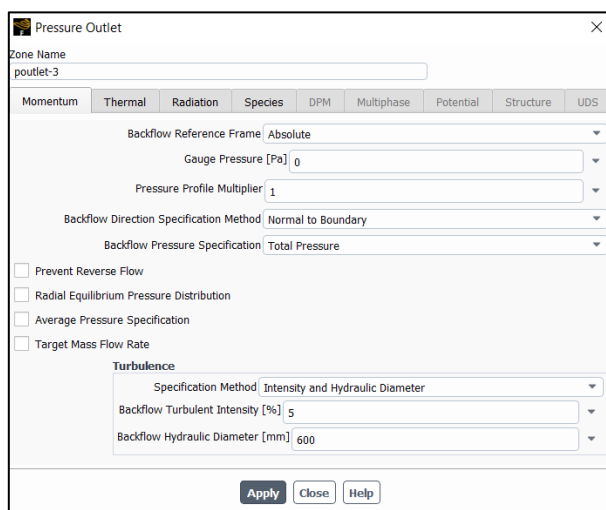 Pressure Outlet
Zone Name
poutlet-3
Momentum Thermal Radiation Species DPM Multiphase Potential Structure UDS
Backflow Reference Frame Absolute
Gauge Pressure [Pa] 0
Pressure Profile Multiplier 1
Backflow Direction Specification Method Normal to Boundary
Backflow Pressure Specification Total Pressure
Prevent Reverse Flow
Radial Equilibrium Pressure Distribution
Average Pressure Specification
Target Mass Flow Rate
Turbulence
Specification Method Intensity and Hydraulic Diameter
Backflow Turbulent Intensity [%] 5
Backflow Hydraulic Diameter [mm] 600
Apply Close Help